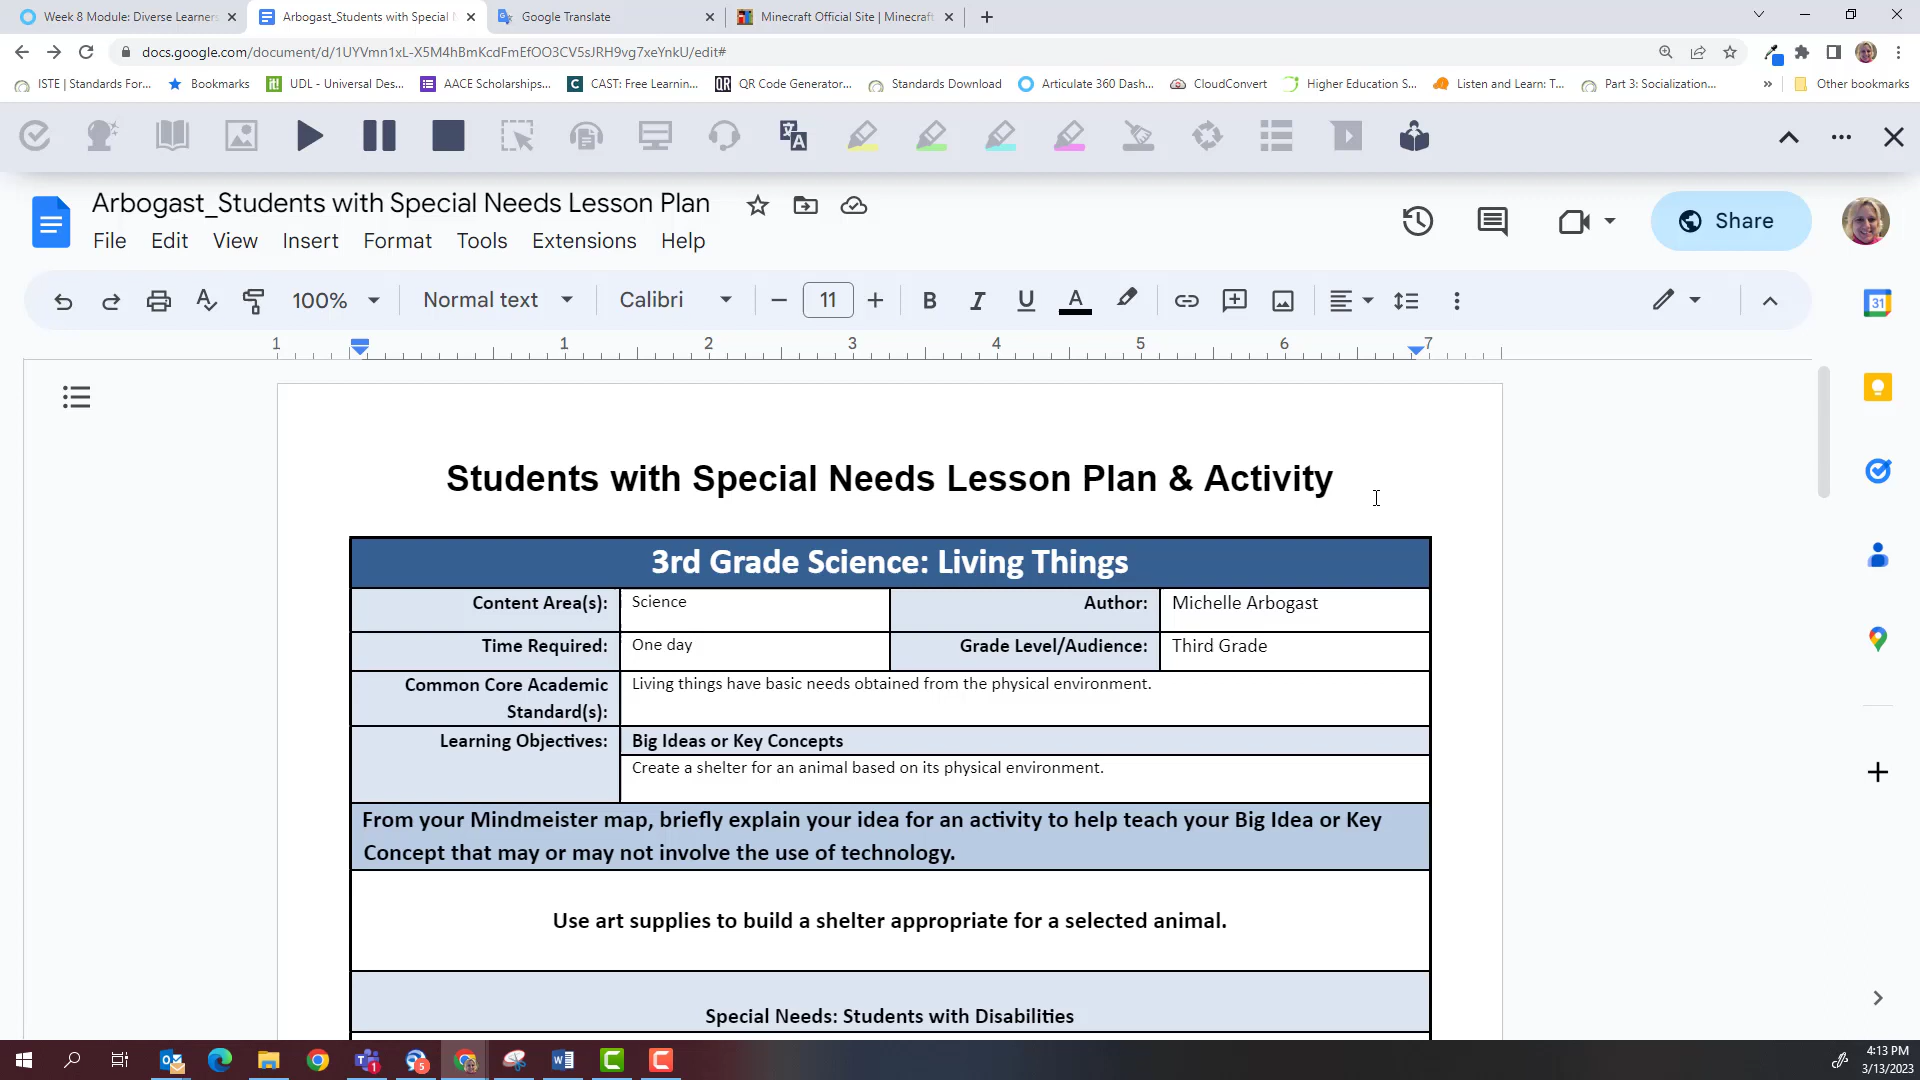 Week 8 Module: Diverse Learners
Arbogast_Students with Special N
Google Translate
Minecraft Official Site | Minecraft
docs.google.com/document/d/1UYVmn1xL-X5M4hBmKcdFmEfOO3CV5sJRH9vg7xeYnkU/edit#
ISTE | Standards For...
Bookmarks
UDL - Universal Des...
AACE Scholarships...
CAST: Free Learnin...
QR Code Generator...
Standards Download
Articulate 360 Dash...
CloudConvert
Higher Education S...
Listen and Learn: T...
Part 3: Socialization...
Other bookmarks
Arbogast_Students with Special Needs Lesson Plan
File Edit View Insert Format Tools Extensions Help
Share
100% Normal text Calibri 11
1 1 2 3 4 5 6 7
Students with Special Needs Lesson Plan & Activity
3rd Grade Science: Living Things
Content Area(s): Science Author: Michelle Arbogast
Time Required: One day Grade Level/Audience: Third Grade
Common Core Academic Standard(s): Living things have basic needs obtained from the physical environment.
Learning Objectives: Big Ideas or Key Concepts
Create a shelter for an animal based on its physical environment.
From your Mindmeister map, briefly explain your idea for an activity to help teach your Big Idea or Key
Concept that may or may not involve the use of technology.
Use art supplies to build a shelter appropriate for a selected animal.
Special Needs: Students with Disabilities
4:13 PM
3/13/2023